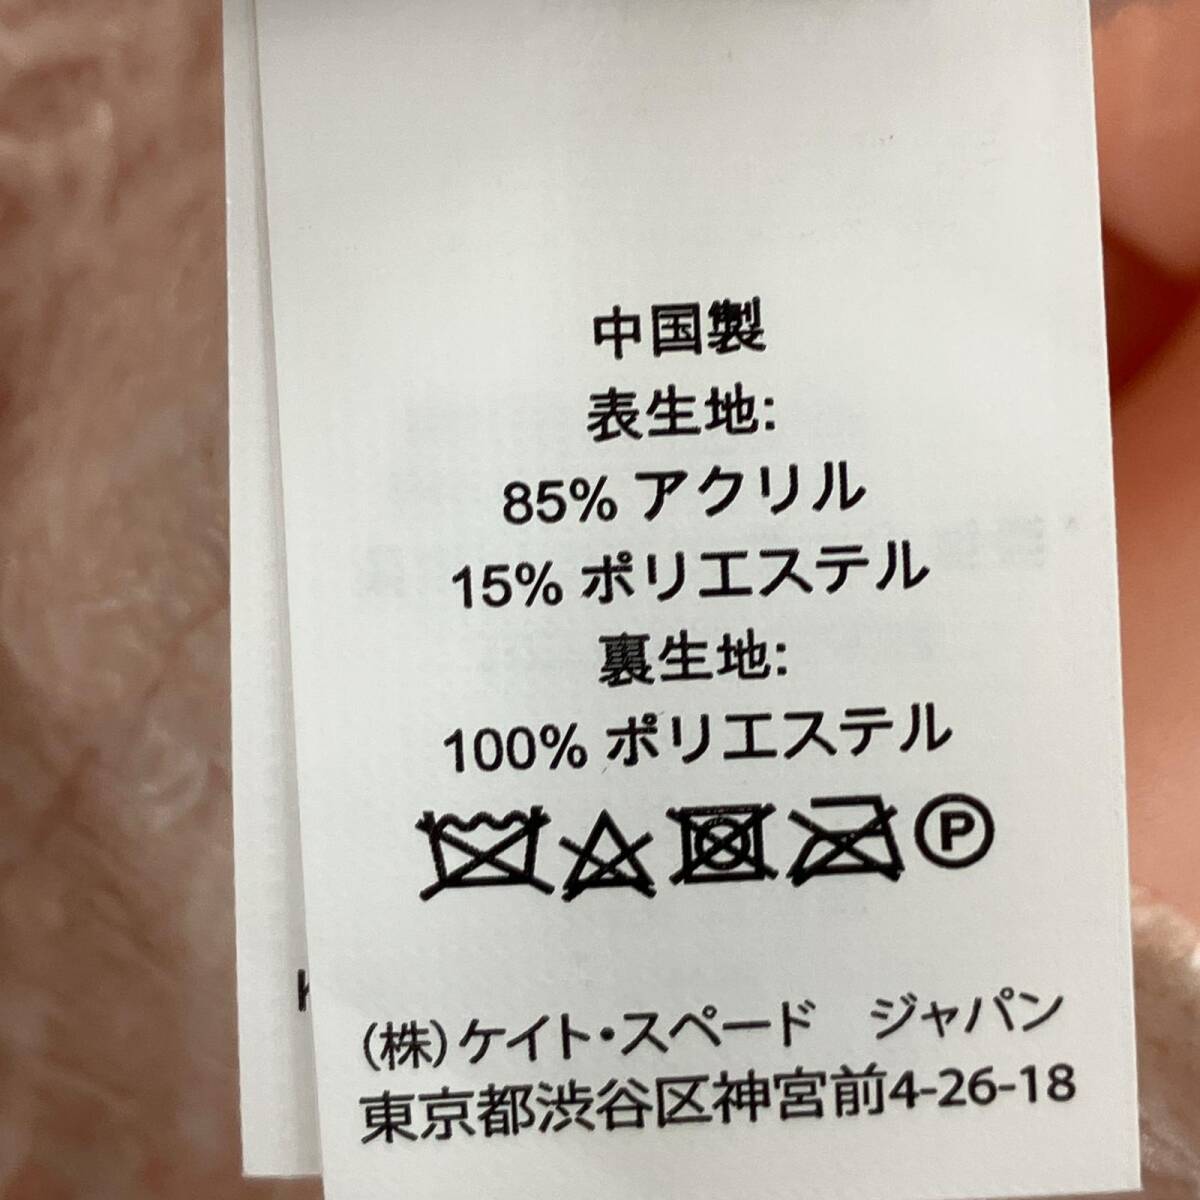 中国製
表生地:
85% アクリル
15% ポリエステル
裏生地:
100% ポリエステル
P
(株)ケイト・スペード ジャパン
東京都渋谷区神宮前4-26-18